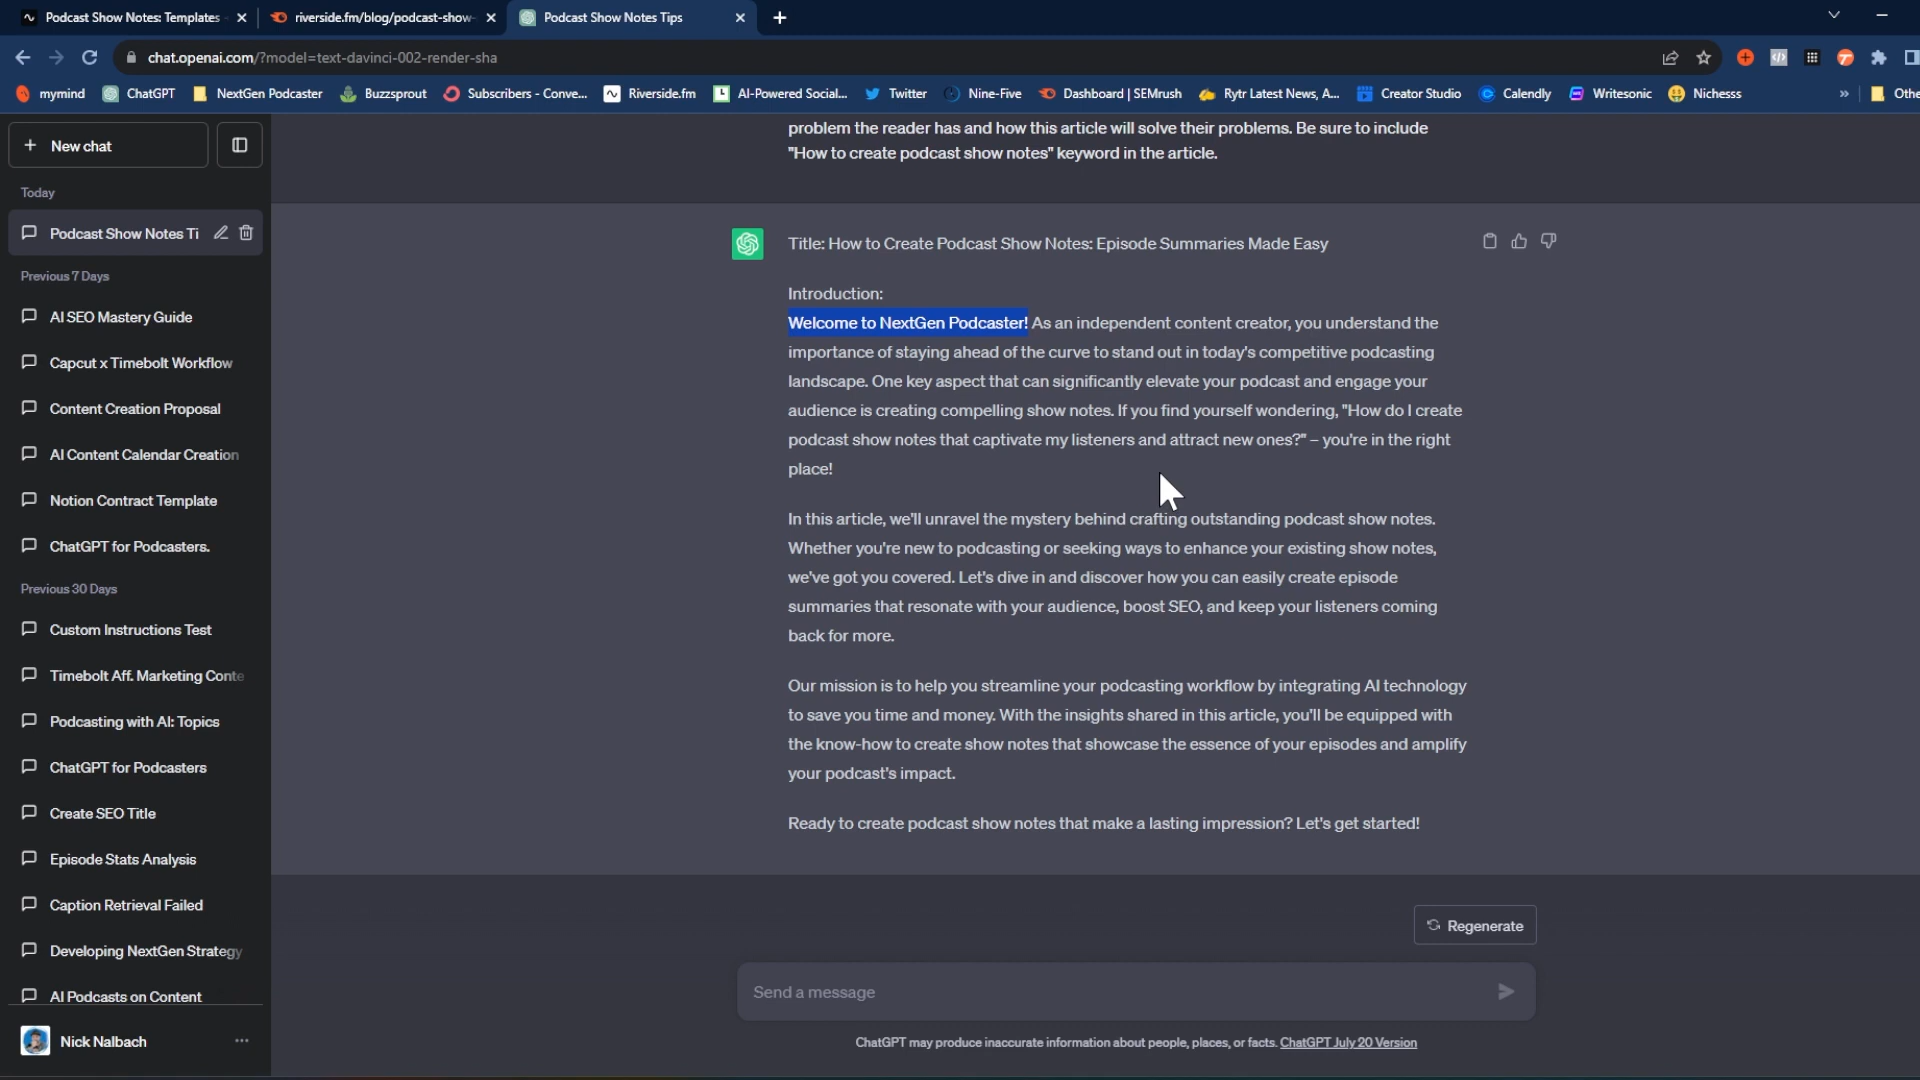 Podcast Show Notes: Templates
riverside.fm/blog/podcast-show-
Podcast Show Notes Tips
chat.openai.com/?model=text-davinci-002-render-sha
mymind
ChatGPT
NextGen Podcaster
Buzzsprout
Subscribers - Conve...
Riverside.fm
AI-Powered Social...
Twitter
Nine-Five
Dashboard | SEMrush
Rytr Latest News, A...
Creator Studio
Calendly
Writesonic
Nichesss
»
Othe
+ New chat
Today
Podcast Show Notes Ti
Previous 7 Days
AI SEO Mastery Guide
Capcut x Timebolt Workflow
Content Creation Proposal
AI Content Calendar Creation
Notion Contract Template
ChatGPT for Podcasters.
Previous 30 Days
Custom Instructions Test
Timebolt Aff. Marketing Conte
Podcasting with AI: Topics
ChatGPT for Podcasters
Create SEO Title
Episode Stats Analysis
Caption Retrieval Failed
Developing NextGen Strategy
AI Podcasts on Content
Nick Nalbach
...
problem the reader has and how this article will solve their problems. Be sure to include
"How to create podcast show notes" keyword in the article.
Title: How to Create Podcast Show Notes: Episode Summaries Made Easy
Introduction:
Welcome to NextGen Podcaster! As an independent content creator, you understand the
importance of staying ahead of the curve to stand out in today's competitive podcasting
landscape. One key aspect that can significantly elevate your podcast and engage your
audience is creating compelling show notes. If you find yourself wondering, "How do I create
podcast show notes that captivate my listeners and attract new ones?" – you're in the right
place!
In this article, we'll unravel the mystery behind crafting outstanding podcast show notes.
Whether you're new to podcasting or seeking ways to enhance your existing show notes,
we've got you covered. Let's dive in and discover how you can easily create episode
summaries that resonate with your audience, boost SEO, and keep your listeners coming
back for more.
Our mission is to help you streamline your podcasting workflow by integrating AI technology
to save you time and money. With the insights shared in this article, you'll be equipped with
the know-how to create show notes that showcase the essence of your episodes and amplify
your podcast's impact.
Ready to create podcast show notes that make a lasting impression? Let's get started!
Regenerate
Send a message
ChatGPT may produce inaccurate information about people, places, or facts. ChatGPT July 20 Version